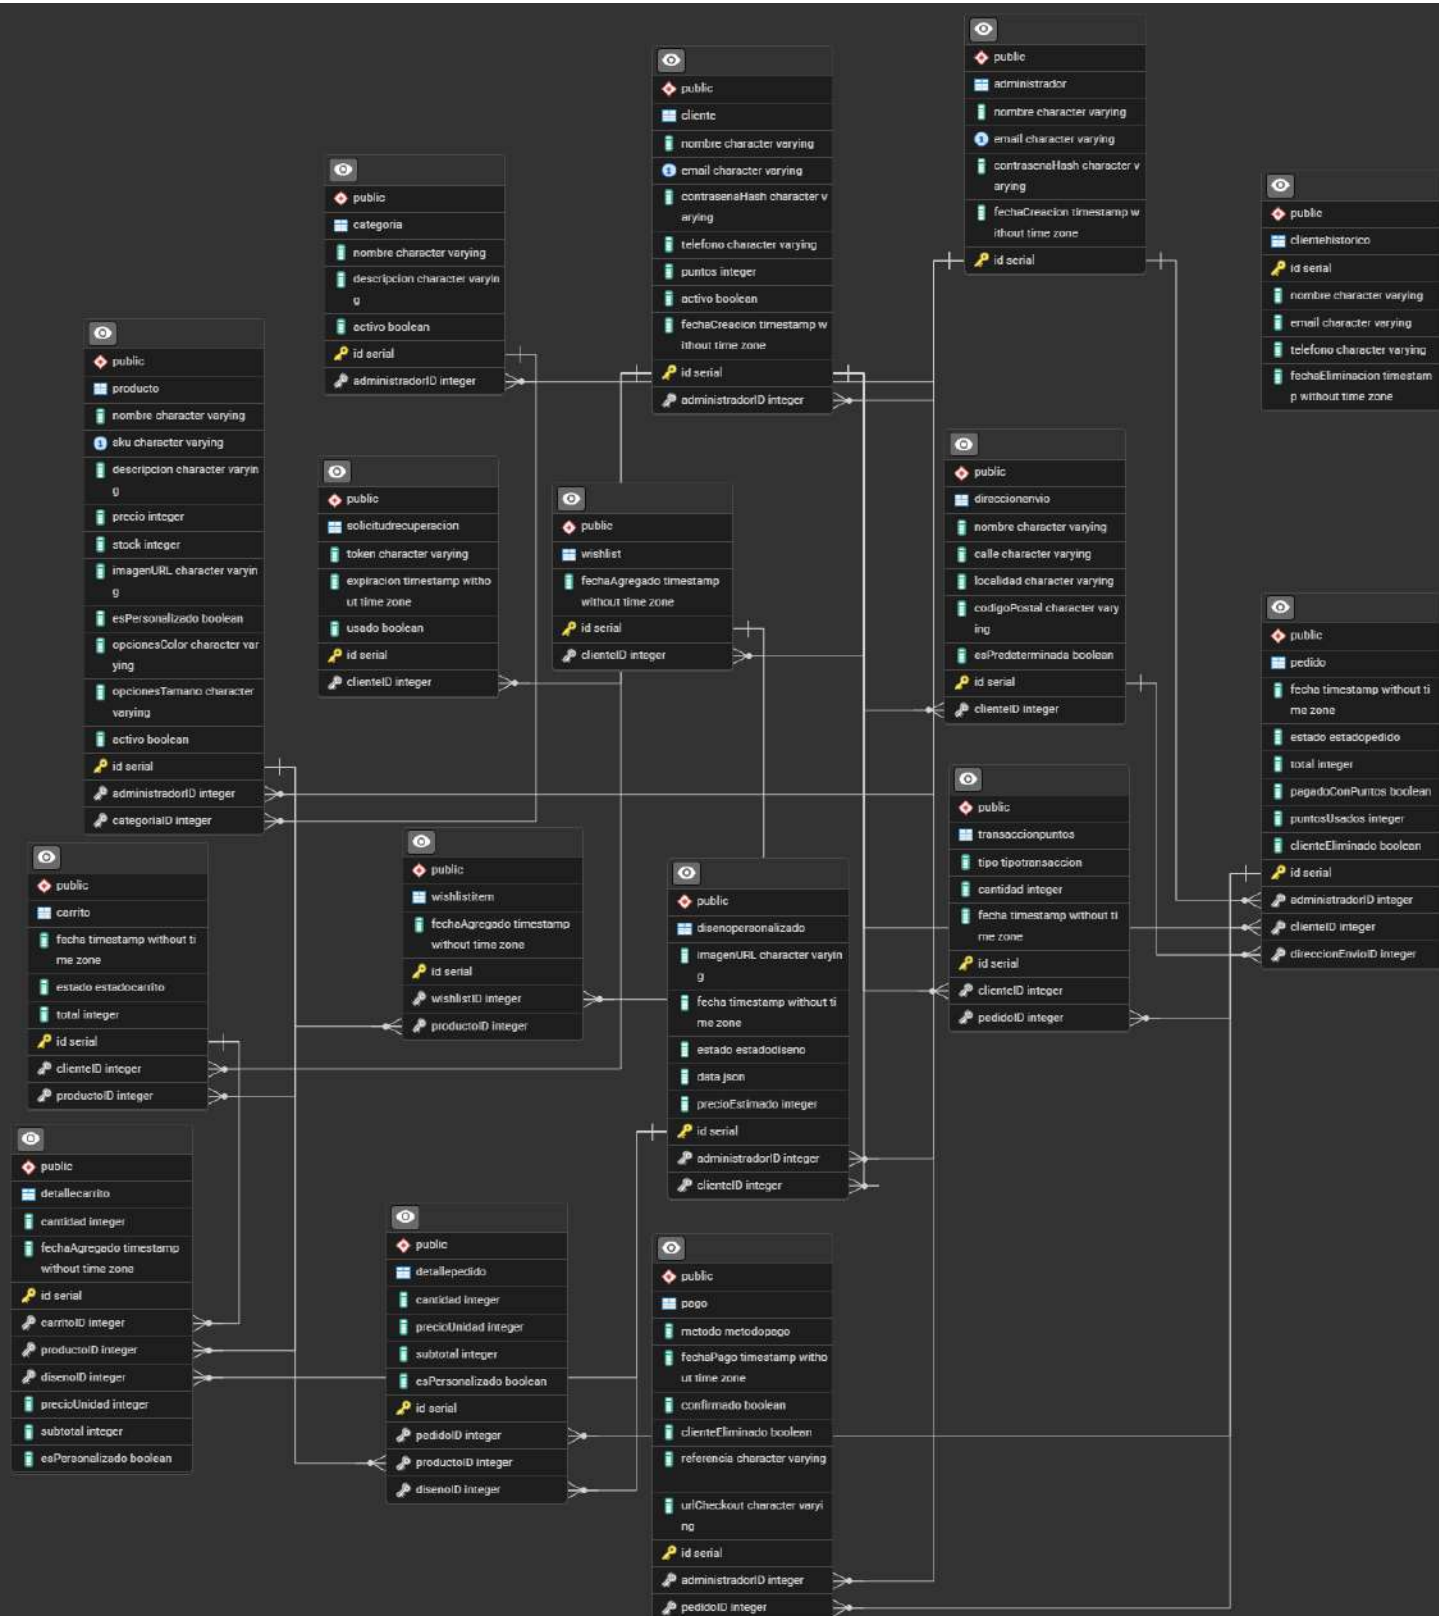 public
administrador
nombre character varying
email character varying
contrasenaHash character v
arying
fechaCreacion timestamp w
ithout time zone
id serial
public
cliente
nombre character varying
email character varying
contrasenaHash character v
arying
telefono character varying
puntos integer
activo boolean
fechaCreacion timestamp w
ithout time zone
id serial
administradorID integer
public
categoria
nombre character varying
descripcion character varyin
g
activo boolean
id serial
administradorID integer
public
clientehistorico
id serial
nombre character varying
email character varying
telefono character varying
fechaEliminacion timestam
p without time zone
public
producto
nombre character varying
sku character varying
descripcion character varyin
g
precio integer
stock integer
imagenURL character varyin
g
esPersonalizado boolean
opcionesColor character var
ying
opcionesTamano character
varying
activo boolean
id serial
administradorID integer
categoriaID integer
public
solicitudrecuperacion
token character varying
expiracion timestamp witho
ut time zone
usado boolean
id serial
clienteID integer
public
wishlist
fechaAgregado timestamp
without time zone
id serial
clienteID integer
public
direccionenvio
nombre character varying
calle character varying
localidad character varying
codigoPostal character vary
ing
esPredeterminada boolean
id serial
clienteID integer
public
pedido
fecha timestamp without ti
me zone
estado estadopedido
total integer
pagadoConPuntos boolean
puntosUsados integer
clienteEliminado boolean
id serial
administradorID integer
clienteID integer
direccionEnvioID integer
public
transaccionpuntos
tipo tipotransaccion
cantidad integer
fecha timestamp without ti
me zone
id serial
clienteID integer
pedidoID integer
public
carrito
fecha timestamp without ti
me zone
estado estadocarrito
total integer
id serial
clienteID integer
productoID integer
public
wishlistitem
fechaAgregado timestamp
without time zone
id serial
wishlistID integer
productoID integer
public
disenopersonalizado
imagenURL character varyin
g
fecha timestamp without ti
me zone
estado estadodiseno
data json
precioEstimado integer
id serial
administradorID integer
clienteID integer
public
detallecarrito
cantidad integer
fechaAgregado timestamp
without time zone
id serial
carritoID integer
productoID integer
disenoID integer
precioUnidad integer
subtotal integer
esPersonalizado boolean
public
detallepedido
cantidad integer
precioUnidad integer
subtotal integer
esPersonalizado boolean
id serial
pedidoID integer
productoID integer
disenoID integer
public
pago
metodo metodopago
fechaPago timestamp witho
ut time zone
confirmado boolean
clienteEliminado boolean
referencia character varying
urlCheckout character varyi
ng
id serial
administradorID integer
pedidoID integer